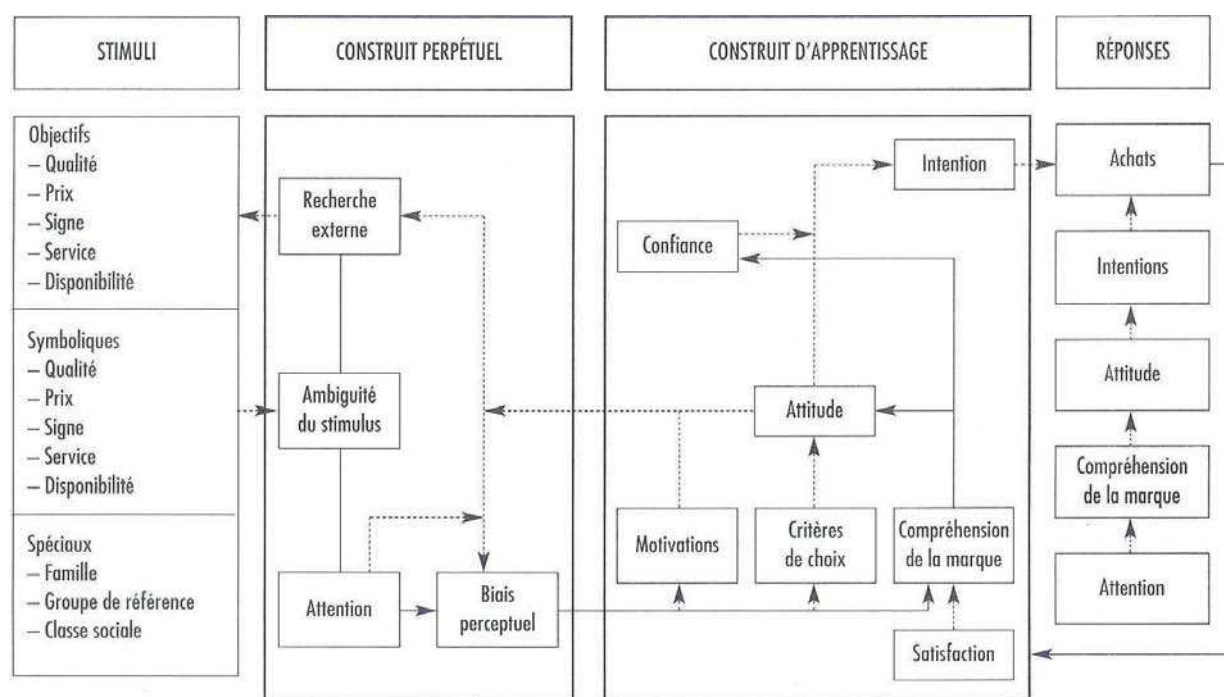 STIMULI
CONSTRUIT PERPÉTUEL
CONSTRUIT D'APPRENTISSAGE
RÉPONSES
Objectifs
– Qualité
– Prix
– Signe
– Service
– Disponibilité
Symboliques
– Qualité
– Prix
– Signe
– Service
– Disponibilité
Spéciaux
– Famille
– Groupe de référence
– Classe sociale
Recherche
externe
Ambiguité
du stimulus
Attention
Biais
perceptuel
Intention
Confiance
Attitude
Motivations
Critères
de choix
Compréhension
de la marque
Satisfaction
Achats
Intentions
Attitude
Compréhension
de la marque
Attention